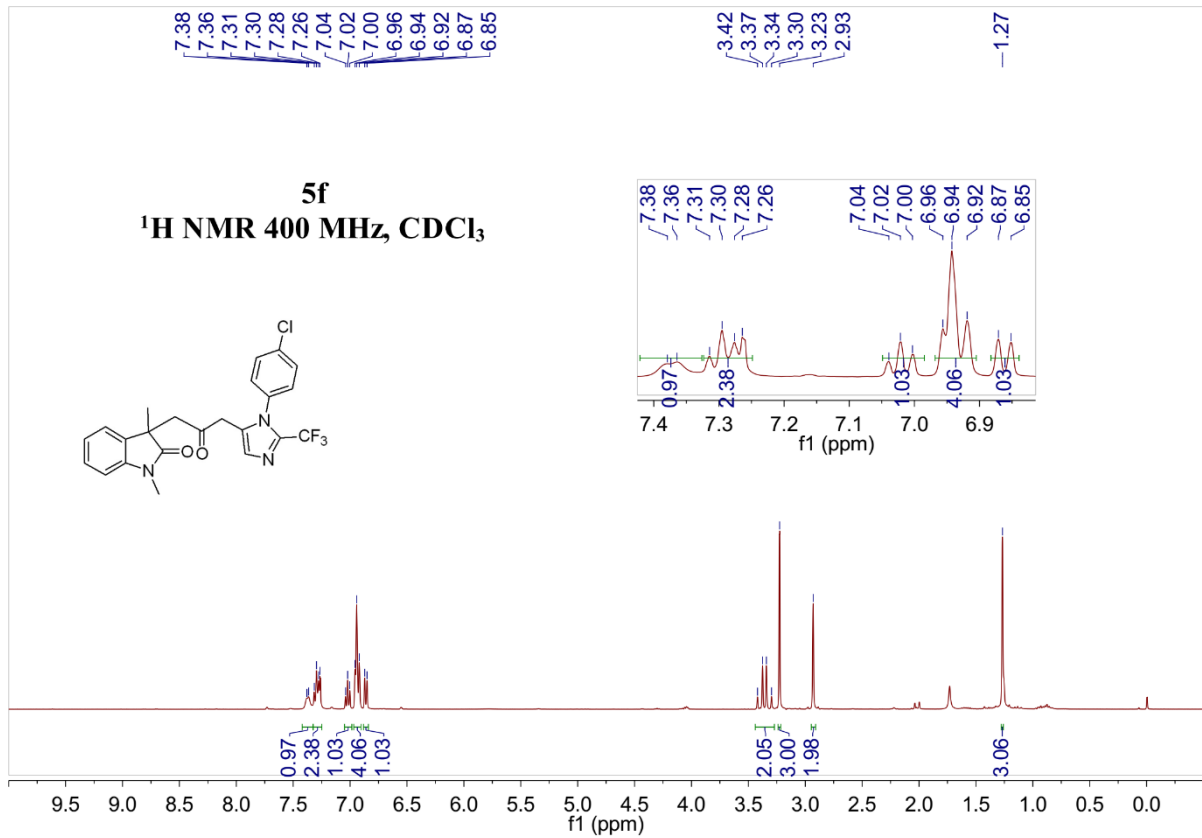 7.38 7.36 7.31 7.30 7.28 7.26 7.04 7.02 7.00 6.96 6.94 6.92 6.87 6.85 3.42 3.37 3.34 3.30 3.23 2.93 1.27
5f
¹H NMR 400 MHz, CDCl₃
7.38 7.36 7.31 7.30 7.28 7.26 7.04 7.02 7.00 6.96 6.94 6.92 6.87 6.85
0.97 2.38 1.03 4.06 1.03
7.4 7.3 7.2 7.1 7.0 6.9
f1 (ppm)
Cl
N
CF₃
N
O
O
N
0.97 2.38 1.03 4.06 1.03 2.05 3.00 1.98 3.06
9.5 9.0 8.5 8.0 7.5 7.0 6.5 6.0 5.5 5.0 4.5 4.0 3.5 3.0 2.5 2.0 1.5 1.0 0.5 0.0
f1 (ppm)